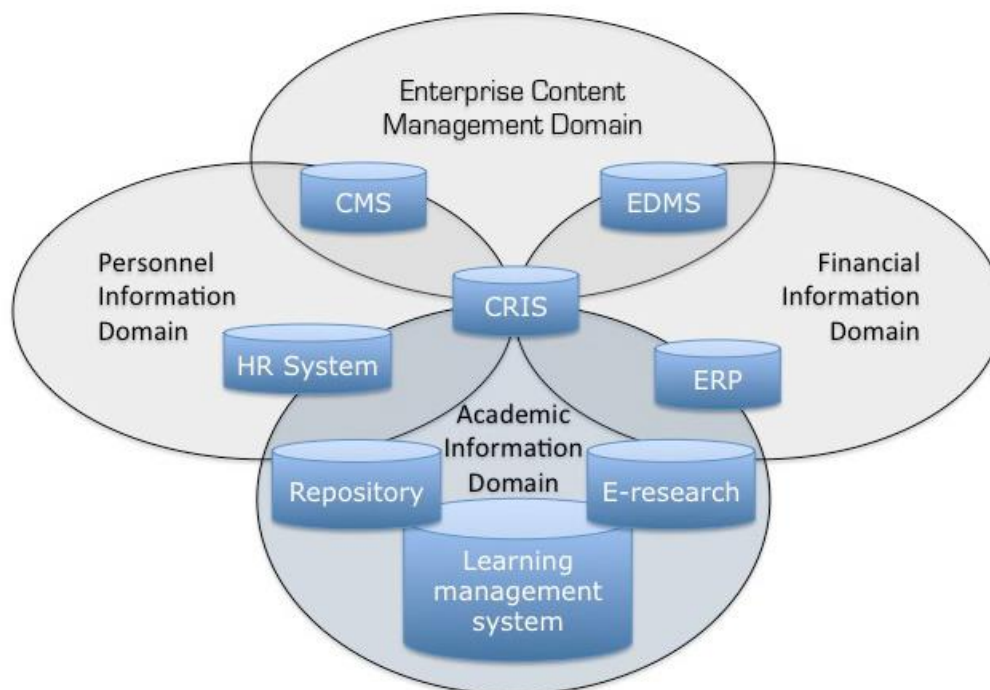 Enterprise Content
Management Domain
CMS
EDMS
Personnel
Information
Domain
Financial
Information
Domain
CRIS
HR System
ERP
Academic
Information
Domain
Repository
E-research
Learning
management
system